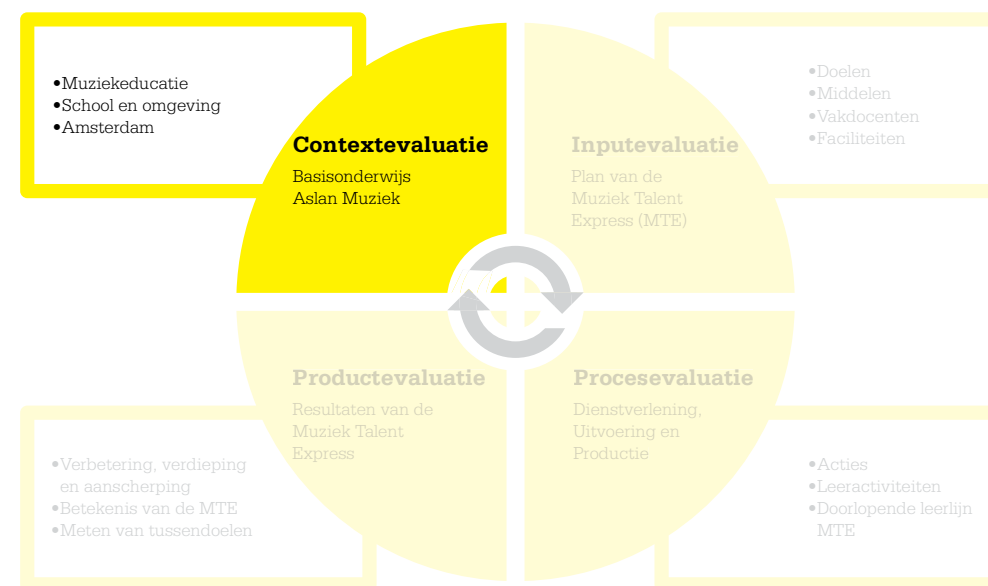 •Muziekeducatie
•School en omgeving
•Amsterdam
Contextevaluatie
Basisonderwijs
Aslan Muziek
Inputevaluatie
Plan van de
Muziek Talent
Express (MTE)
•Doelen
•Middelen
•Vakdocenten
•Faciliteiten
Productevaluatie
Resultaten van de
Muziek Talent
Express
•Verbetering, verdieping
en aanscherping
•Betekenis van de MTE
•Meten van tussendoelen
Procesevaluatie
Dienstverlening,
Uitvoering en
Productie
•Acties
•Leeractiviteiten
•Doorlopende leerlijn
MTE